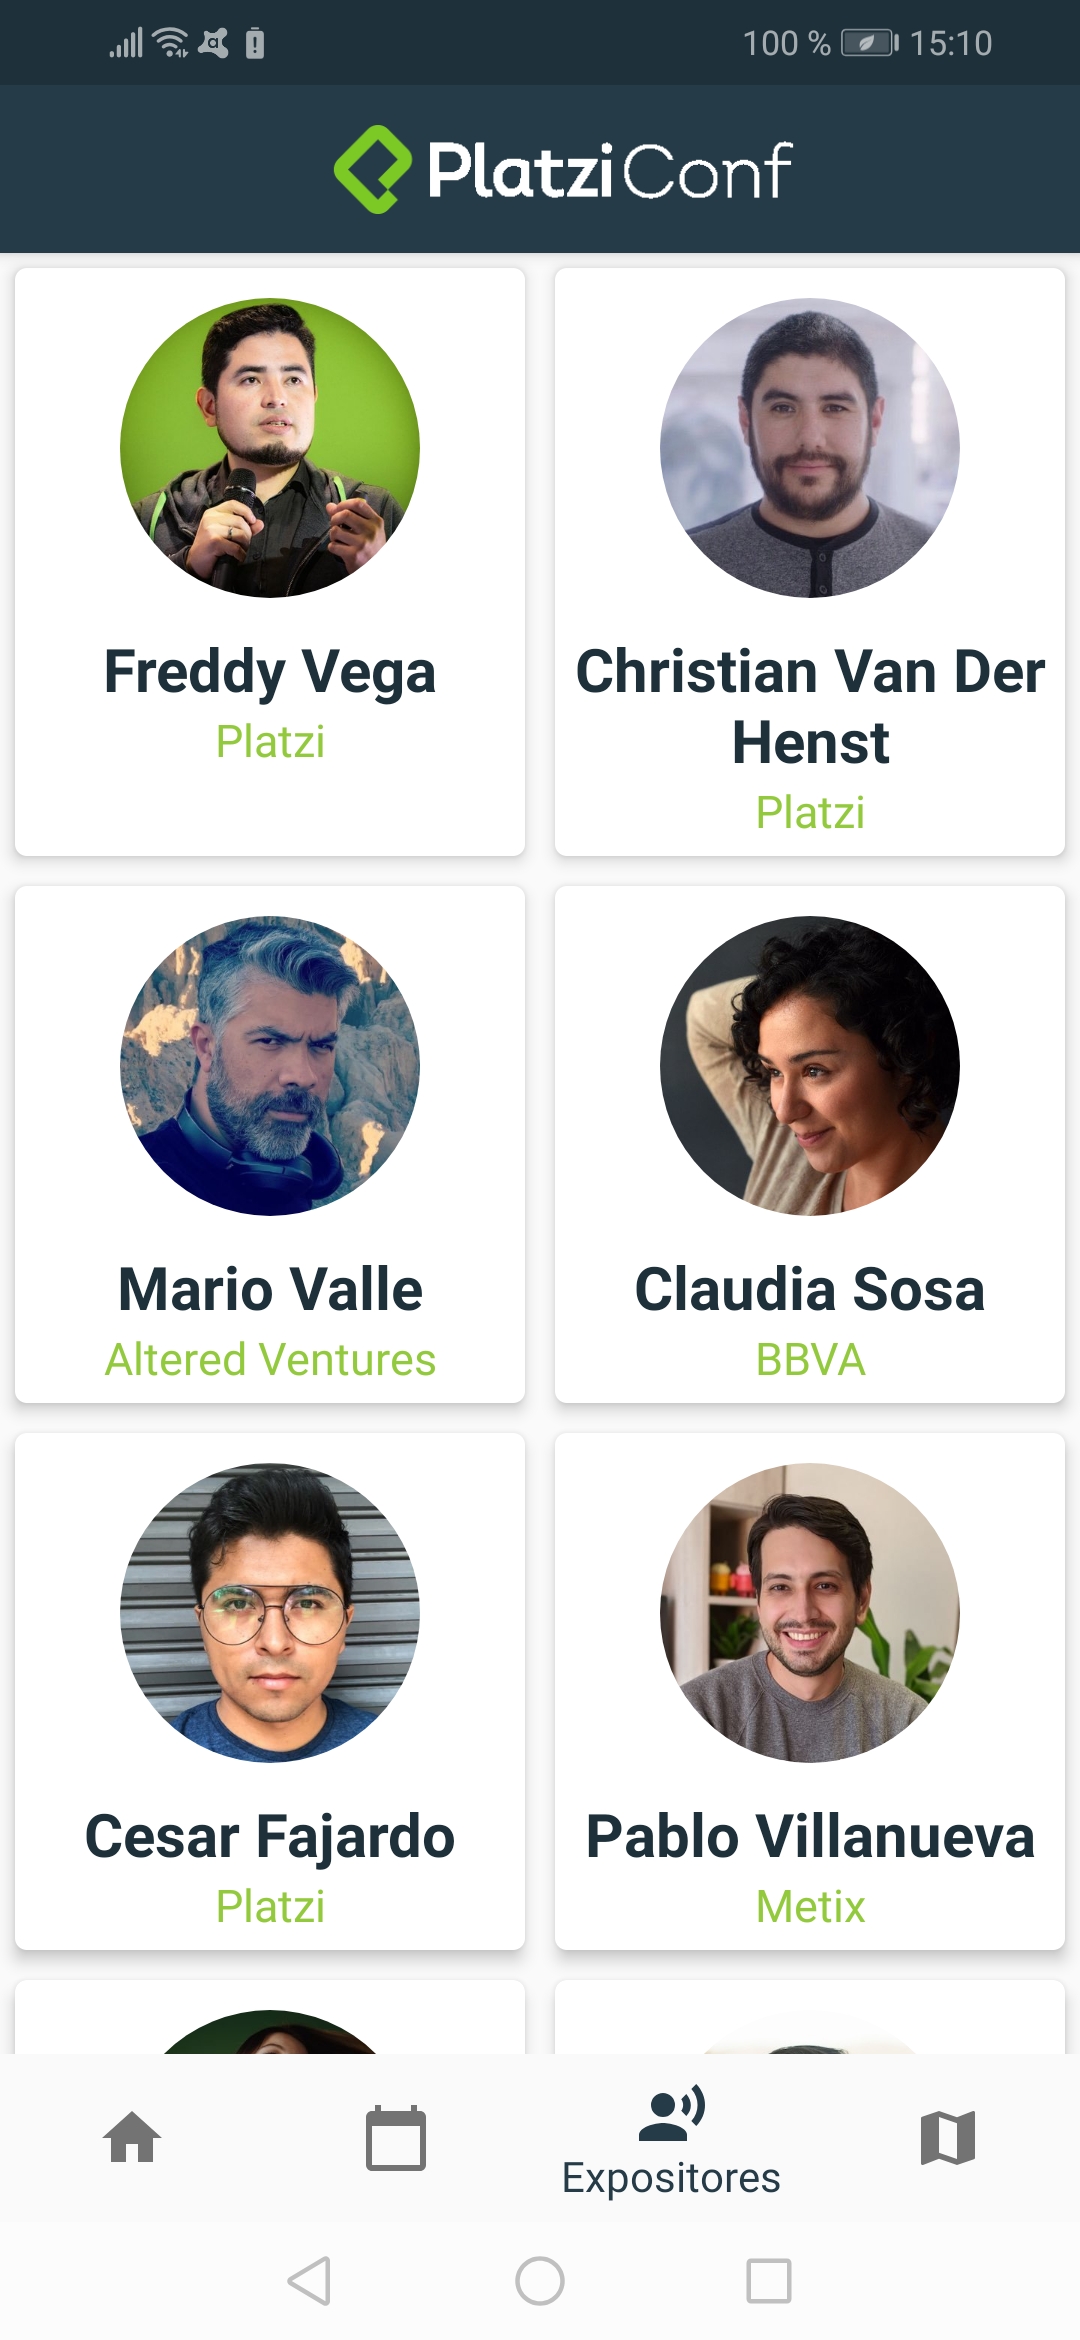 100 % 15:10
PlatziConf
Freddy Vega
Platzi
Christian Van Der
Henst
Platzi
Mario Valle
Altered Ventures
Claudia Sosa
BBVA
Cesar Fajardo
Platzi
Pablo Villanueva
Metix
Expositores